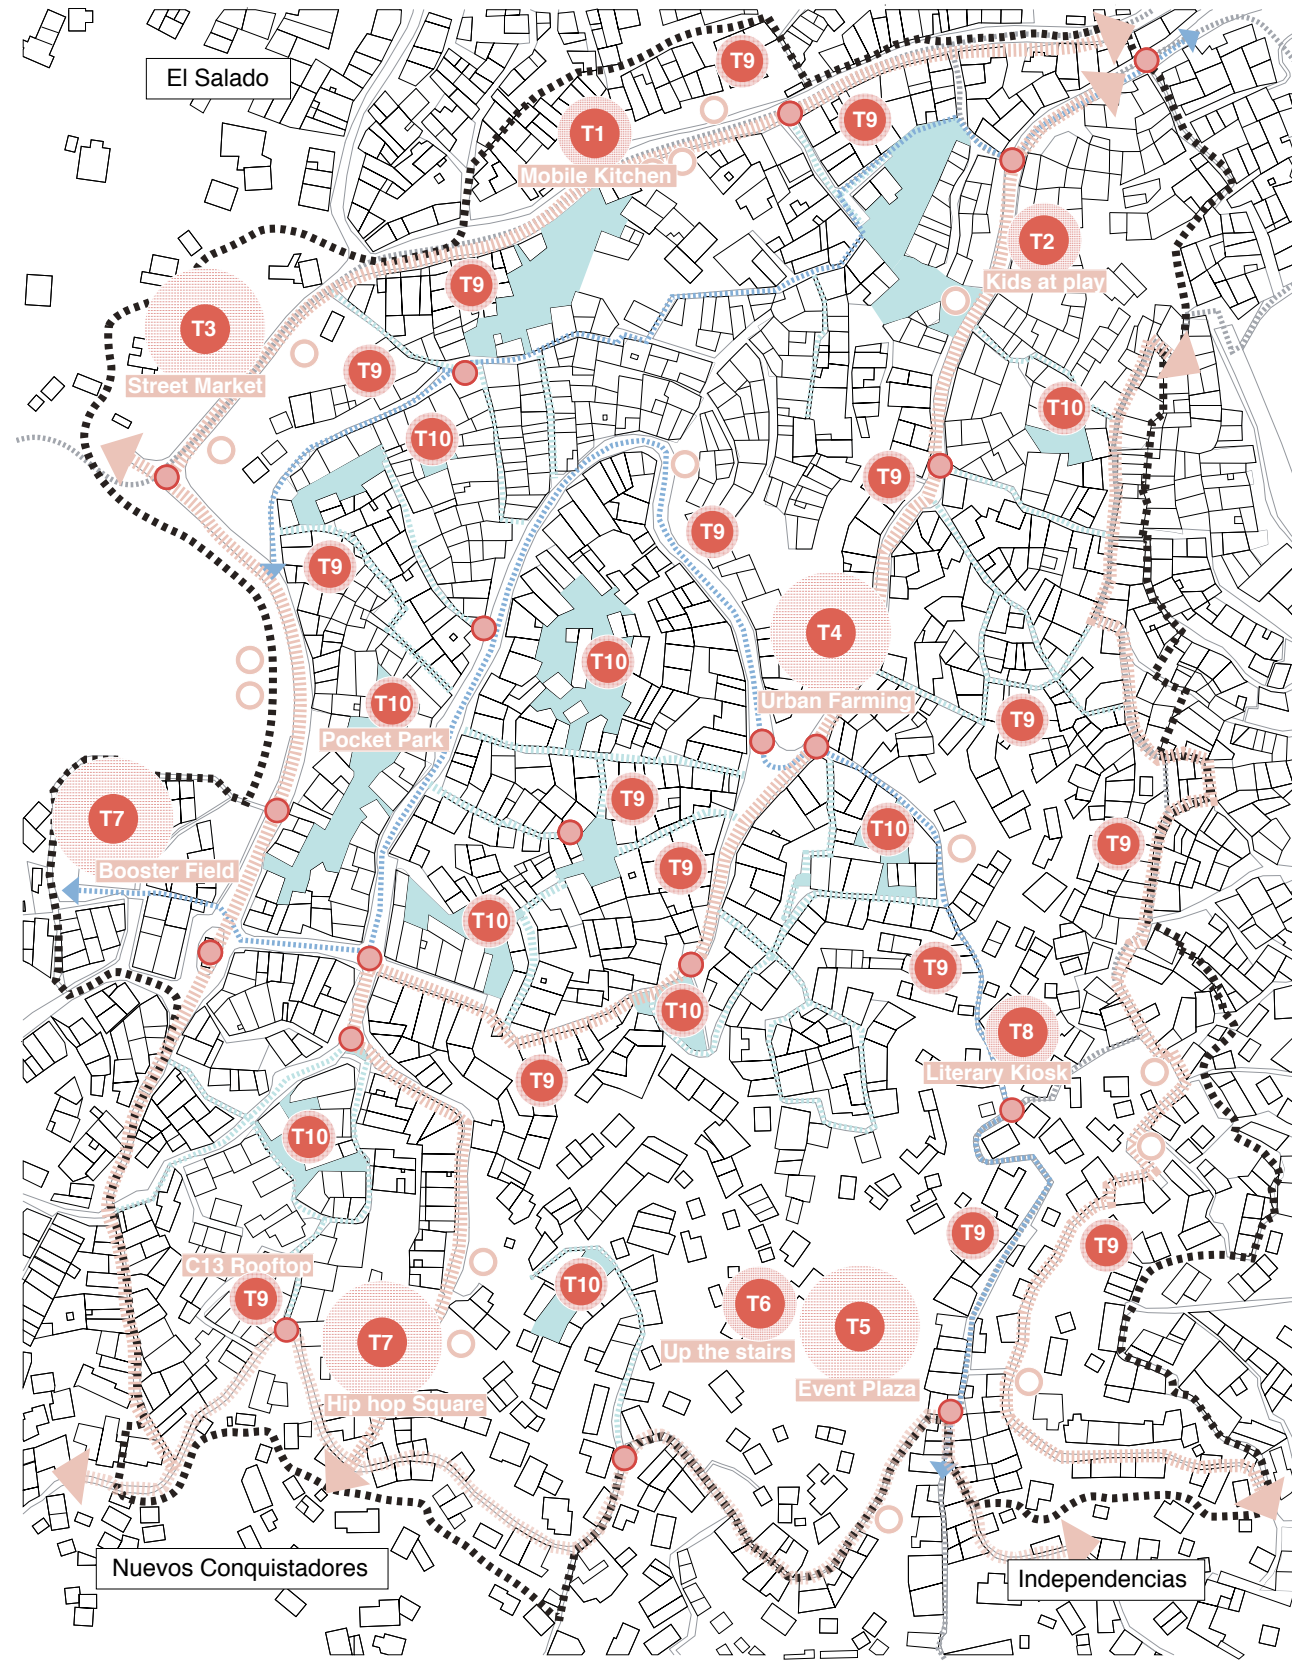 T9
El Salado
T9
T1
Mobile Kitchen
T2
Kids at play
T9
T3
T9
Street Market
T10
T10
T9
T9
T9
T4
T10
Urban Farming
T10
T9
Pocket Park
T9
T7
T10
T9
Booster Field
T9
T10
T9
T10
T8
Literary Kiosk
T9
T10
T9
T9
C13 Rooftop
T10
T9
T6
T5
T7
Up the stairs
Event Plaza
Hip hop Square
Nuevos Conquistadores
Independencias